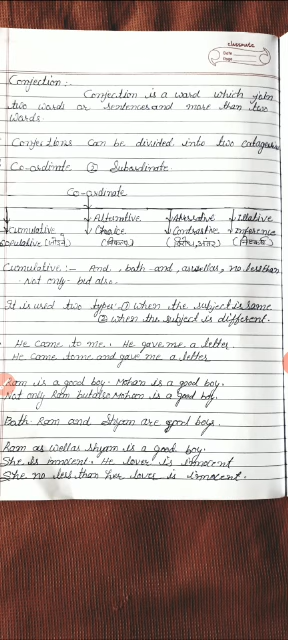 classmate
Date
Page
Conjection :-
Conjection is a word which join
two words or sentences and more than two
words.
Conjections can be divided into two catagories
Co-ordinate ② Subordinate.
Co-ordinate
Cumulative Alternative Adversative Illative
Copulative (जोड़ने) Choice (विकल्प) Contrastive (विरोध, अंतर) Inference
Cumulative :- And, both-and, as well as, no less than
not only- but also.
It is used two type:- ① when the subject is same
② when the subject is different.
He came to me. He gave me a letter.
He came to me and gave me a letter
Ram is a good boy. Mohan is a good boy.
Not only Ram but also Mohan is a good boy.
Both Ram and Shyam are good boys.
Ram as well as Shyam is a good boy.
She is innocent. He lover is innocent
She no less than her lover is innocent.